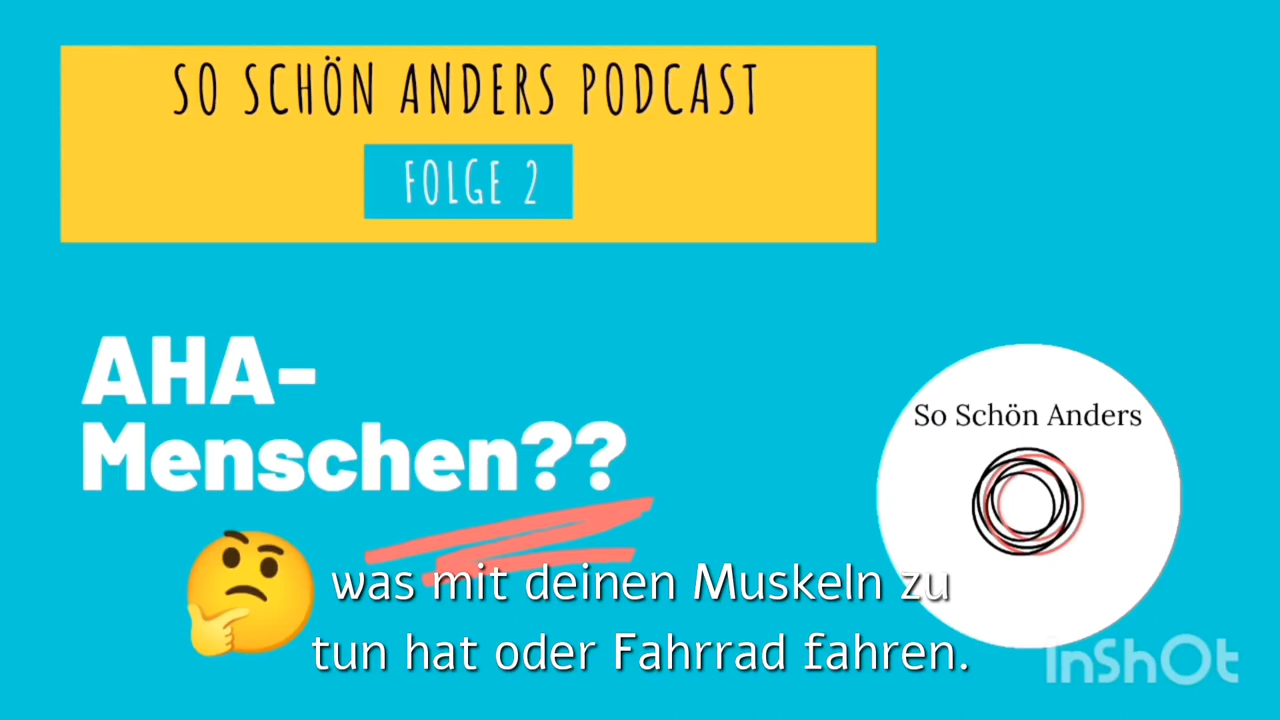 SO SCHÖN ANDERS PODCAST
FOLGE 2
AHA-
Menschen??
So Schön Anders
was mit deinen Muskeln zu
tun hat oder Fahrrad fahren.
InShOt